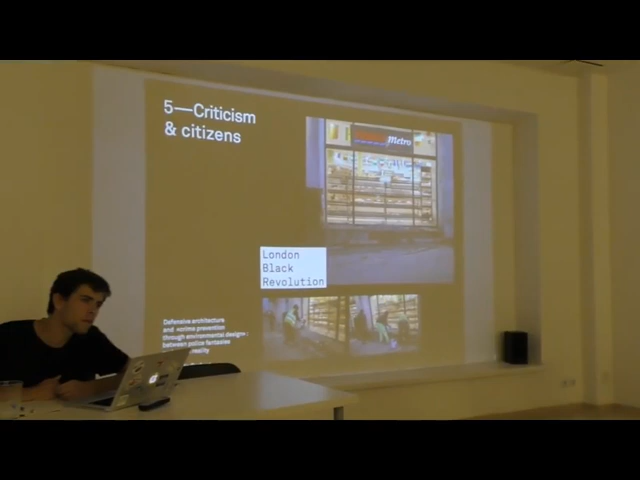 5—Criticism
& citizens
Metro
London
Black
Revolution
Defensive architecture
and «crime prevention
through environmental design» :
between police fantasies
reality